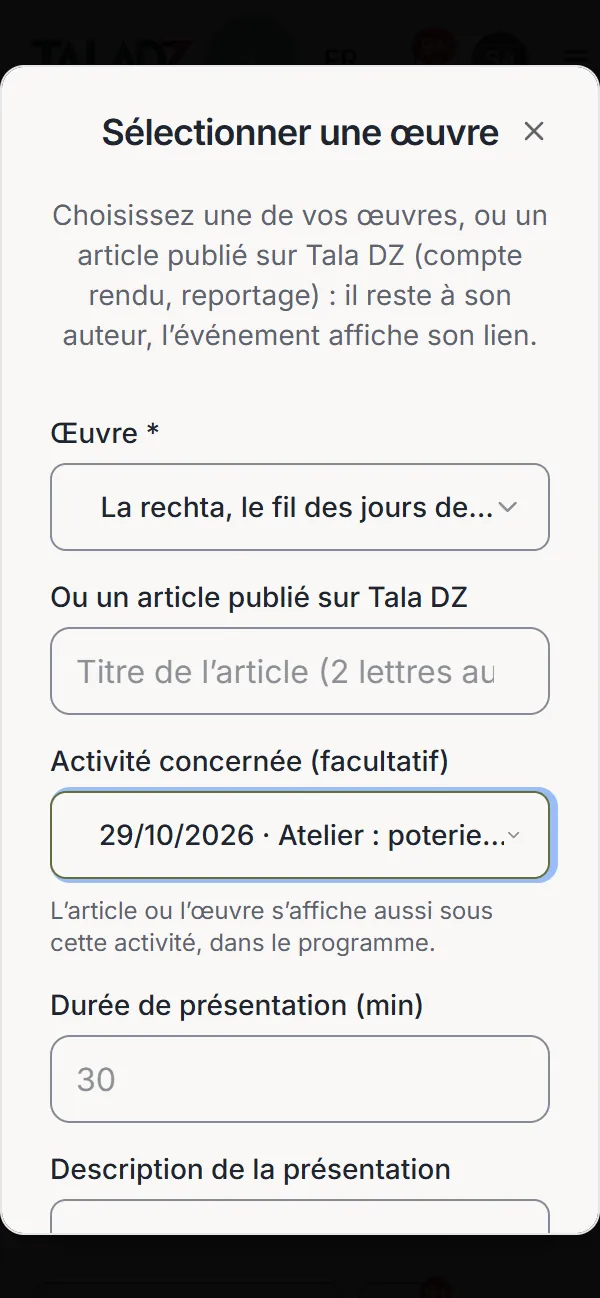 TALADZ
FR
Sélectionner une œuvre
Choisissez une de vos œuvres, ou un
article publié sur Tala DZ (compte
rendu, reportage) : il reste à son
auteur, l’événement affiche son lien.
Œuvre *
La rechta, le fil des jours de...
Ou un article publié sur Tala DZ
Titre de l’article (2 lettres au
Activité concernée (facultatif)
29/10/2026 · Atelier : poterie...
L’article ou l’œuvre s’affiche aussi sous
cette activité, dans le programme.
Durée de présentation (min)
30
Description de la présentation